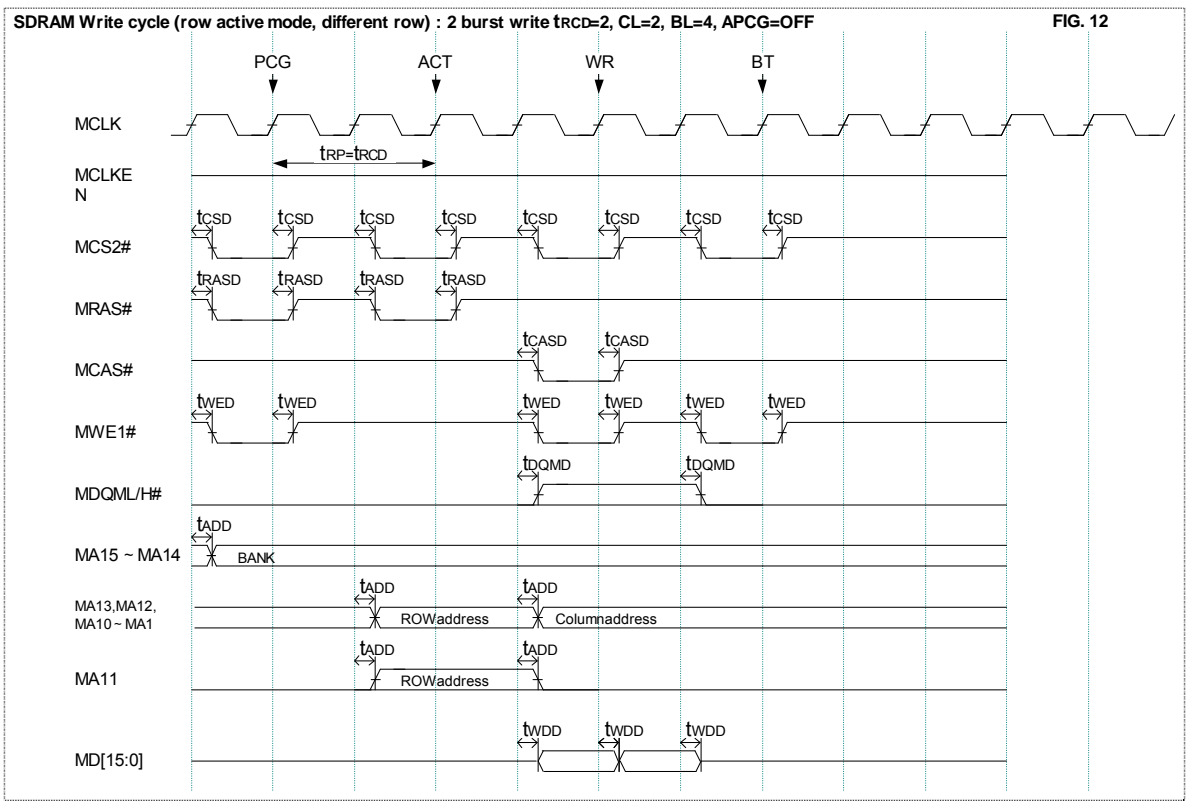 SDRAM Write cycle (row active mode, different row) : 2 burst write tRCD=2, CL=2, BL=4, APCG=OFF FIG. 12
PCG ACT WR BT
MCLK
tRP=tRCD
MCLKE
N
tCSD tCSD tCSD tCSD tCSD tCSD tCSD tCSD
MCS2#
tRASD tRASD tRASD tRASD
MRAS#
tCASD tCASD
MCAS#
tWED tWED tWED tWED tWED tWED
MWE1#
tDQMD tDQMD
MDQML/H#
tADD
MA15 ~ MA14 BANK
tADD tADD
MA13,MA12,
MA10~MA1 ROWaddress Columnaddress
tADD tADD
MA11 ROWaddress
tWDD tWDD tWDD
MD[15:0]